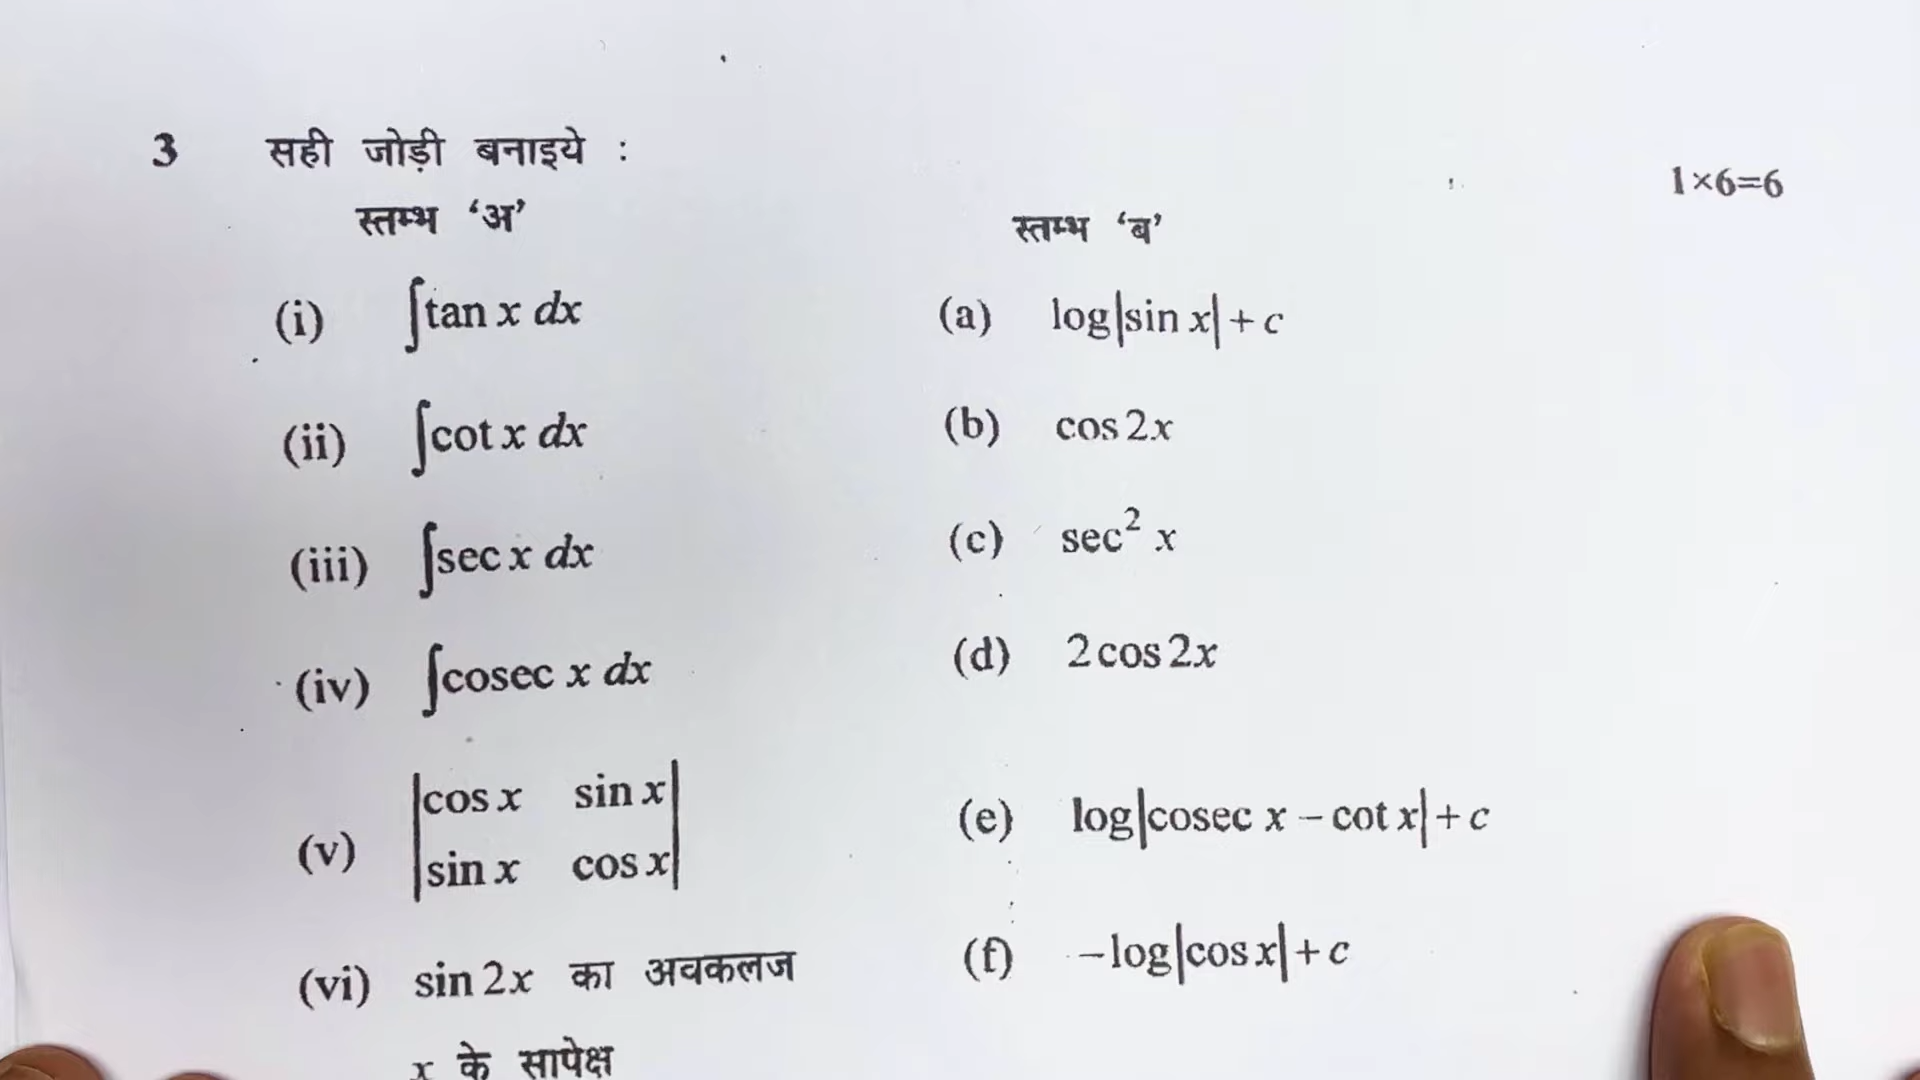 3 सही जोड़ी बनाइये :
1×6=6
स्तम्भ ‘अ’ स्तम्भ ‘ब’
(i) ∫tan x dx (a) log|sin x| + c
(ii) ∫cot x dx (b) cos 2x
(iii) ∫sec x dx (c) sec² x
(iv) ∫cosec x dx (d) 2 cos 2x
(v) |cos x sin x|
|sin x cos x|
(e) log|cosec x − cot x| + c
(vi) sin 2x का अवकलज (f) −log|cos x| + c
x के सापेक्ष